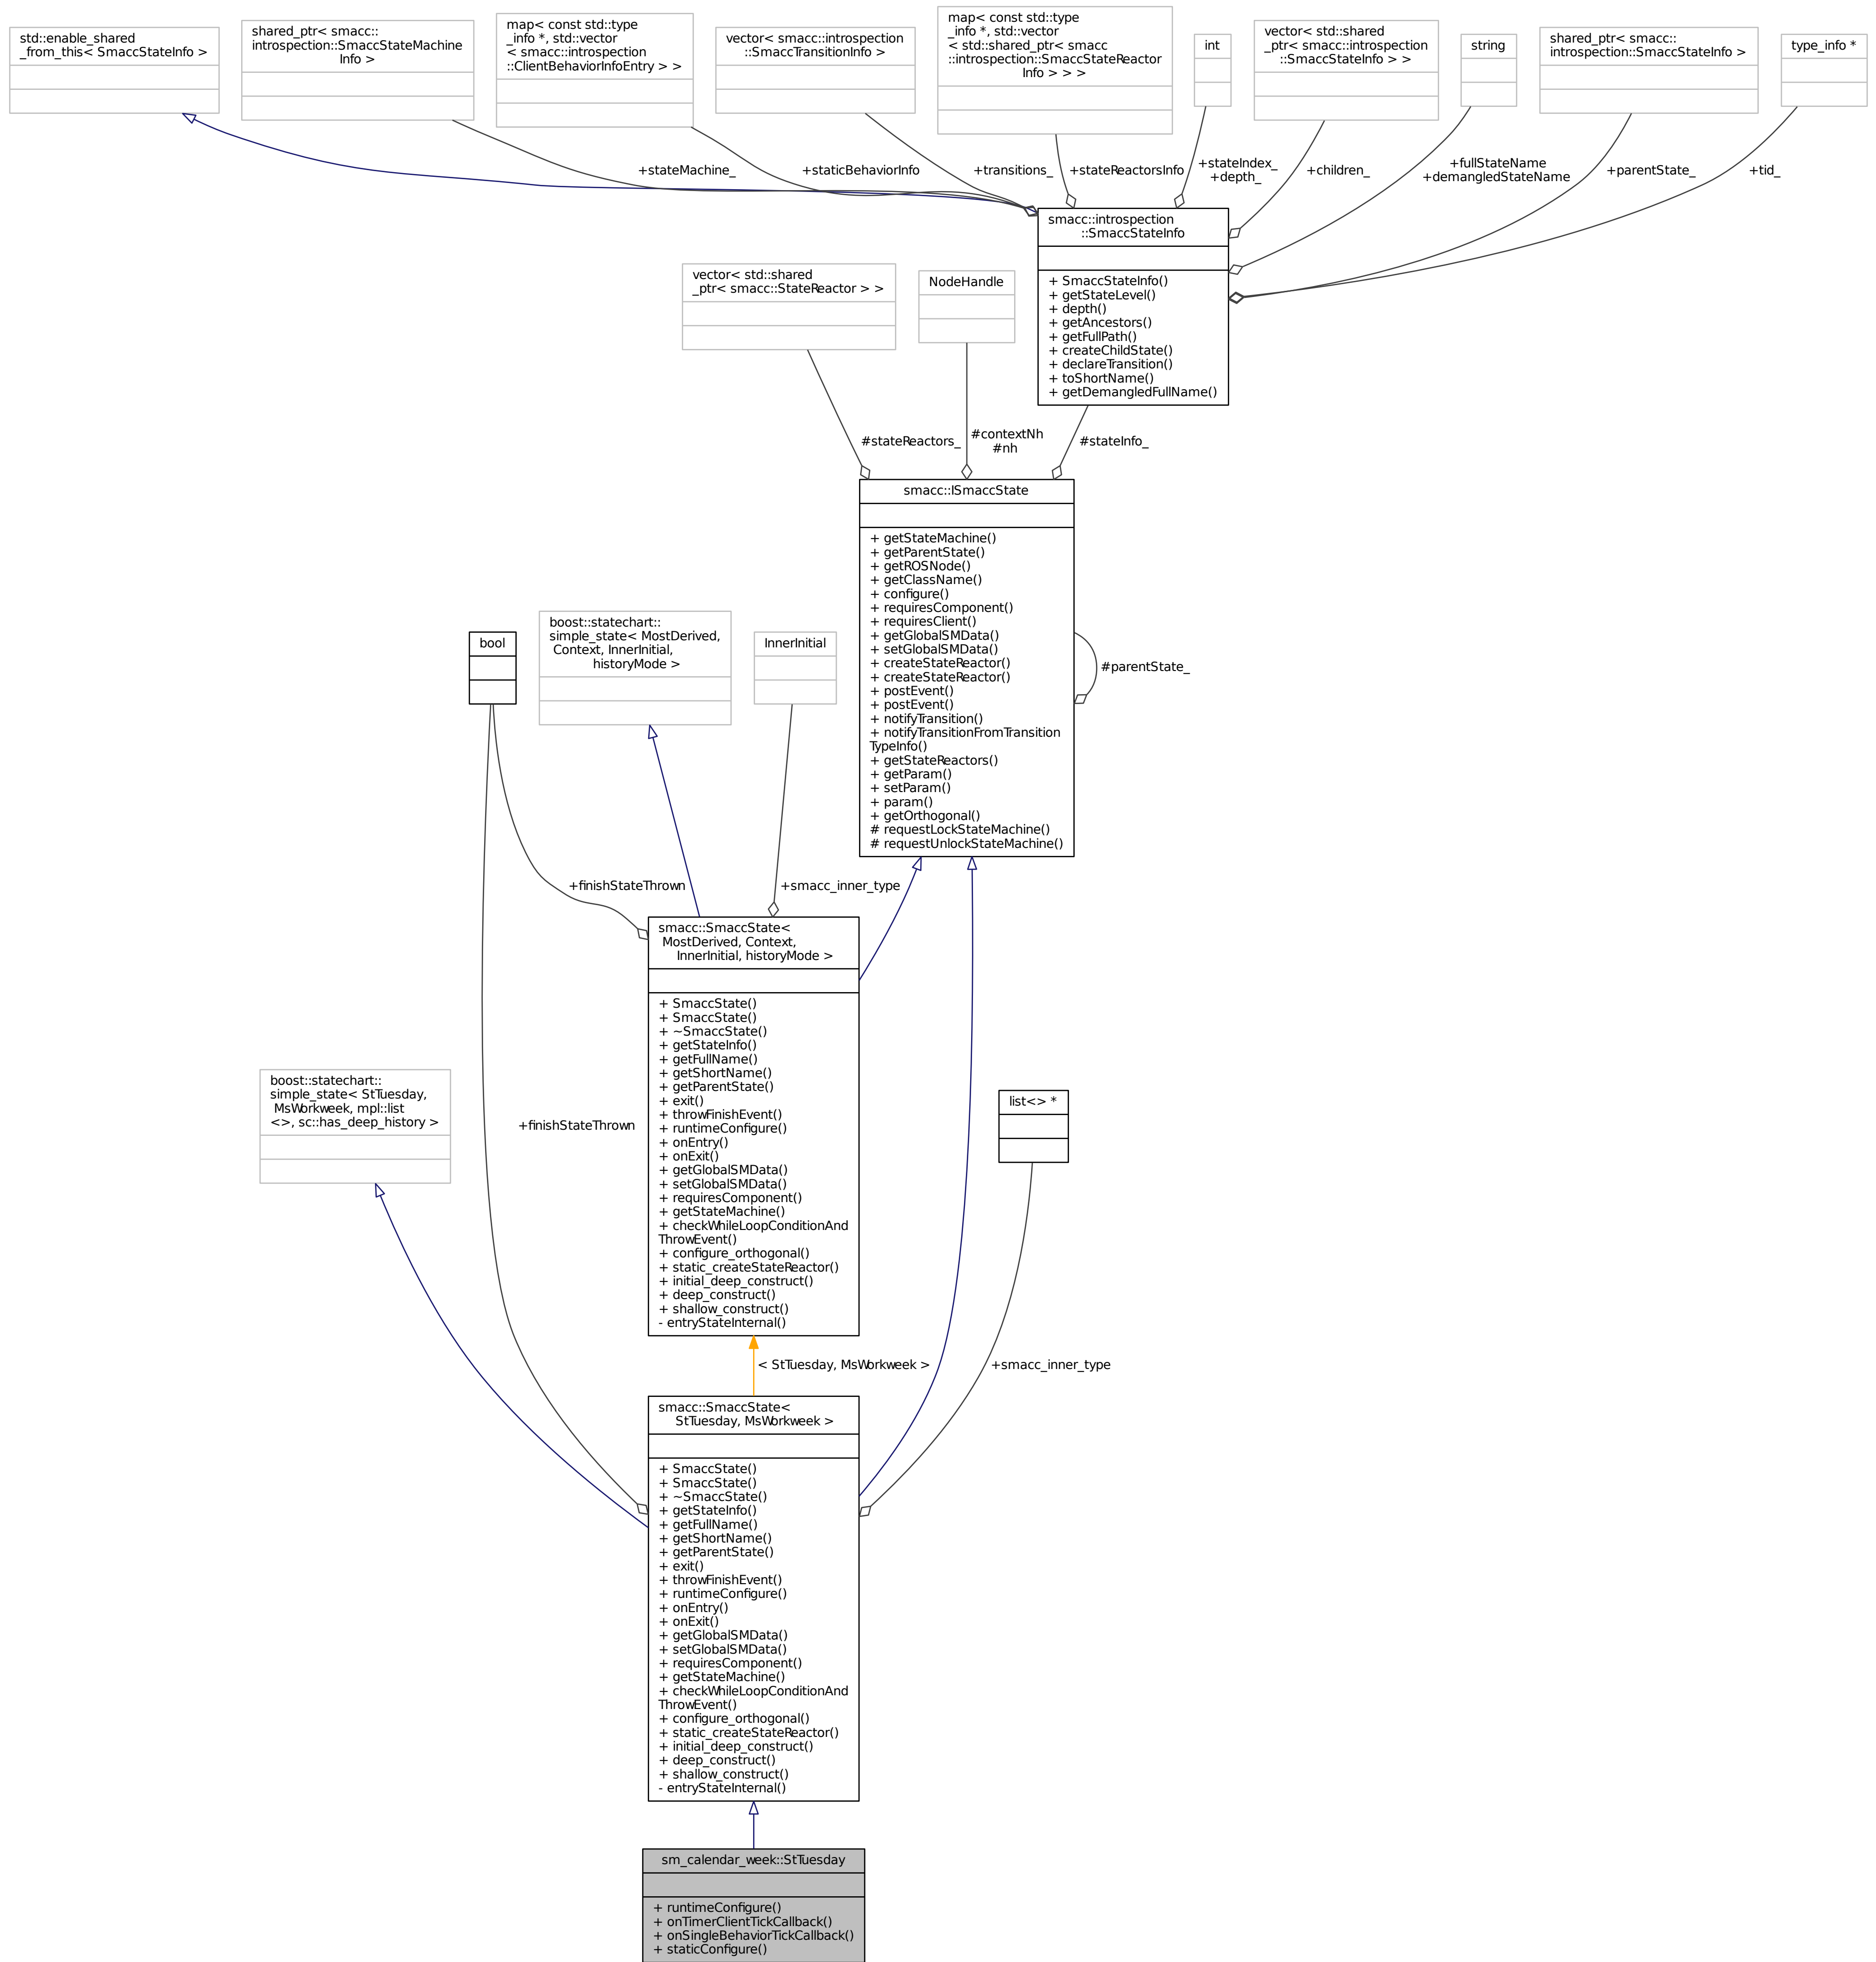 std::enable_shared
_from_this< SmaccStateInfo >
shared_ptr< smacc::
introspection::SmaccStateMachine
Info >
map< const std::type
_info *, std::vector
< smacc::introspection
::ClientBehaviorInfoEntry > >
vector< smacc::introspection
::SmaccTransitionInfo >
map< const std::type
_info *, std::vector
< std::shared_ptr< smacc
::introspection::SmaccStateReactor
Info > > >
int
vector< std::shared
_ptr< smacc::introspection
::SmaccStateInfo > >
string
shared_ptr< smacc::
introspection::SmaccStateInfo >
type_info *
+stateMachine_
+staticBehaviorInfo
+transitions_
+stateReactorsInfo
+stateIndex_
+depth_
+children_
+fullStateName
+demangledStateName
+parentState_
+tid_
smacc::introspection
::SmaccStateInfo
+ SmaccStateInfo()
+ getStateLevel()
+ depth()
+ getAncestors()
+ getFullPath()
+ createChildState()
+ declareTransition()
+ toShortName()
+ getDemangledFullName()
vector< std::shared
_ptr< smacc::StateReactor > >
NodeHandle
#stateReactors_
#contextNh
#nh
#stateInfo_
smacc::ISmaccState
+ getStateMachine()
+ getParentState()
+ getROSNode()
+ getClassName()
+ configure()
+ requiresComponent()
+ requiresClient()
+ getGlobalSMData()
+ setGlobalSMData()
+ createStateReactor()
+ createStateReactor()
+ postEvent()
+ postEvent()
+ notifyTransition()
+ notifyTransitionFromTransition
TypeInfo()
+ getStateReactors()
+ getParam()
+ setParam()
+ param()
+ getOrthogonal()
# requestLockStateMachine()
# requestUnlockStateMachine()
#parentState_
bool
boost::statechart::
simple_state< MostDerived,
Context, InnerInitial,
historyMode >
InnerInitial
+finishStateThrown
+smacc_inner_type
smacc::SmaccState<
MostDerived, Context,
InnerInitial, historyMode >
+ SmaccState()
+ SmaccState()
+ ~SmaccState()
+ getStateInfo()
+ getFullName()
+ getShortName()
+ getParentState()
+ exit()
+ throwFinishEvent()
+ runtimeConfigure()
+ onEntry()
+ onExit()
+ getGlobalSMData()
+ setGlobalSMData()
+ requiresComponent()
+ getStateMachine()
+ checkWhileLoopConditionAnd
ThrowEvent()
+ configure_orthogonal()
+ static_createStateReactor()
+ initial_deep_construct()
+ deep_construct()
+ shallow_construct()
- entryStateInternal()
boost::statechart::
simple_state< StTuesday,
MsWorkweek, mpl::list
<>, sc::has_deep_history >
+finishStateThrown
list<> *
< StTuesday, MsWorkweek >
+smacc_inner_type
smacc::SmaccState<
StTuesday, MsWorkweek >
+ SmaccState()
+ SmaccState()
+ ~SmaccState()
+ getStateInfo()
+ getFullName()
+ getShortName()
+ getParentState()
+ exit()
+ throwFinishEvent()
+ runtimeConfigure()
+ onEntry()
+ onExit()
+ getGlobalSMData()
+ setGlobalSMData()
+ requiresComponent()
+ getStateMachine()
+ checkWhileLoopConditionAnd
ThrowEvent()
+ configure_orthogonal()
+ static_createStateReactor()
+ initial_deep_construct()
+ deep_construct()
+ shallow_construct()
- entryStateInternal()
sm_calendar_week::StTuesday
+ runtimeConfigure()
+ onTimerClientTickCallback()
+ onSingleBehaviorTickCallback()
+ staticConfigure()